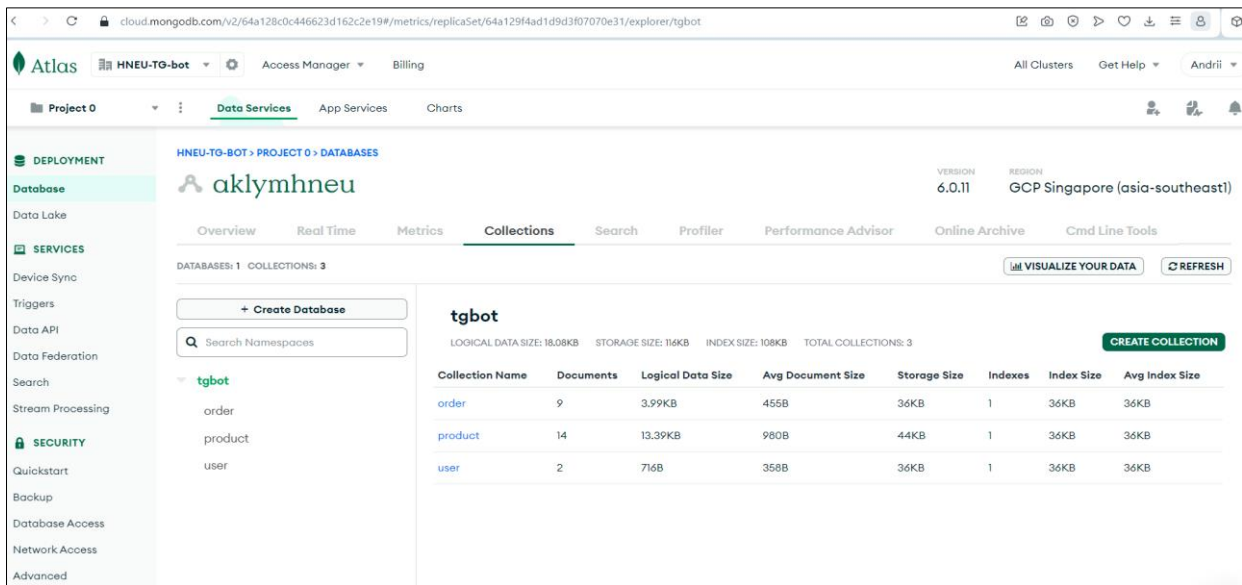 cloud.mongodb.com/v2/64a128c0c446623d162c2e19#/metrics/replicaSet/64a129f4ad1d9d3f07070e31/explorer/tgbot
Atlas HNEU-TG-bot Access Manager Billing All Clusters Get Help Andrii
Project 0 Data Services App Services Charts
DEPLOYMENT
Database
Data Lake
SERVICES
Device Sync
Triggers
Data API
Data Federation
Search
Stream Processing
SECURITY
Quickstart
Backup
Database Access
Network Access
Advanced
HNEU-TG-BOT > PROJECT 0 > DATABASES
aklymhneu
VERSION REGION
6.0.11 GCP Singapore (asia-southeast1)
Overview Real Time Metrics Collections Search Profiler Performance Advisor Online Archive Cmd Line Tools
DATABASES: 1 COLLECTIONS: 3 VISUALIZE YOUR DATA REFRESH
+ Create Database
Search Namespaces
tgbot
order
product
user
tgbot
LOGICAL DATA SIZE: 18.08KB STORAGE SIZE: 116KB INDEX SIZE: 108KB TOTAL COLLECTIONS: 3 CREATE COLLECTION
Collection Name Documents Logical Data Size Avg Document Size Storage Size Indexes Index Size Avg Index Size
order 9 3.99KB 455B 36KB 1 36KB 36KB
product 14 13.39KB 980B 44KB 1 36KB 36KB
user 2 716B 358B 36KB 1 36KB 36KB